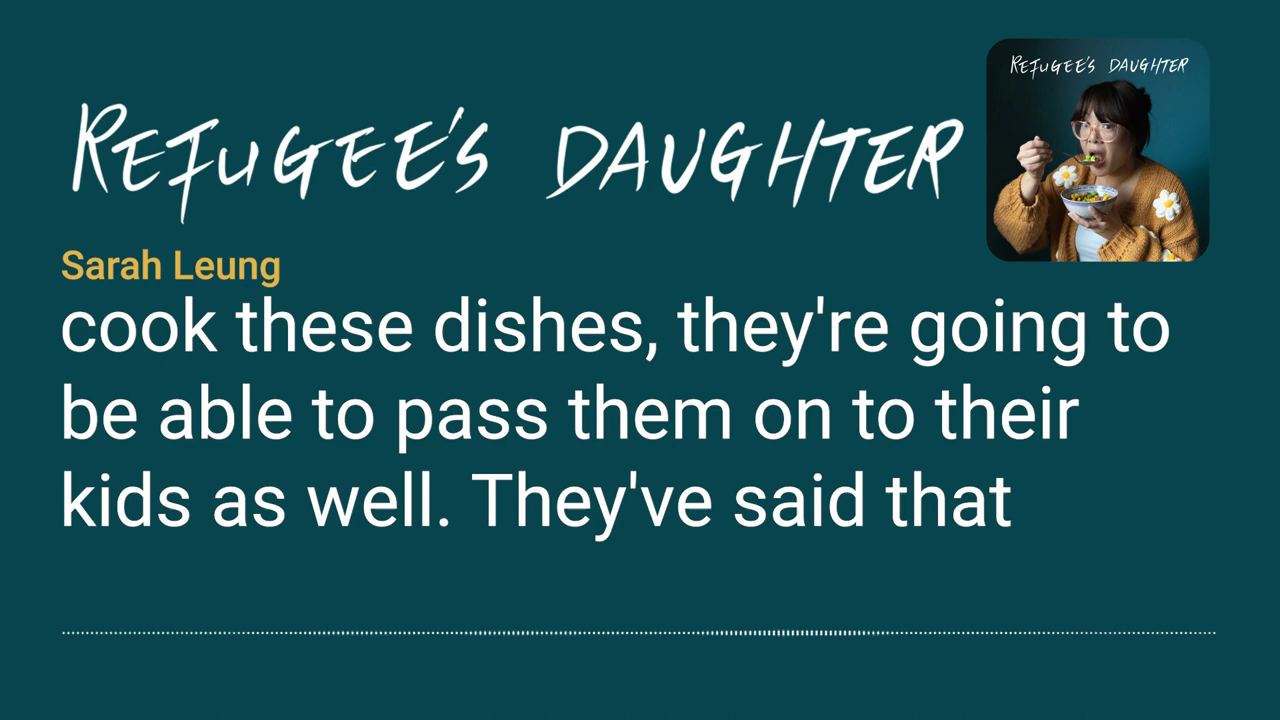 REFUGEE'S DAUGHTER
REFUGEE'S DAUGHTER
Sarah Leung
cook these dishes, they're going to
be able to pass them on to their
kids as well. They've said that